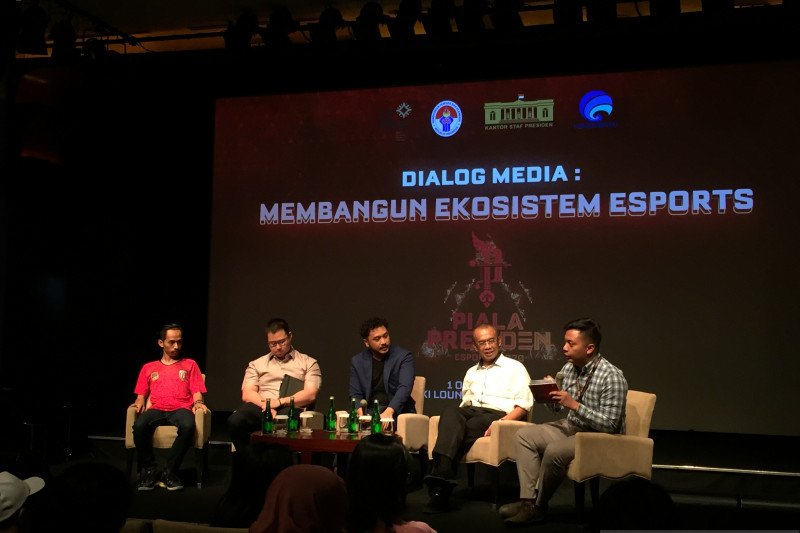 KANTOR STAF PRESIDEN
DIALOG MEDIA :
MEMBANGUN EKOSISTEM ESPORTS
PIALA
PRESIDEN